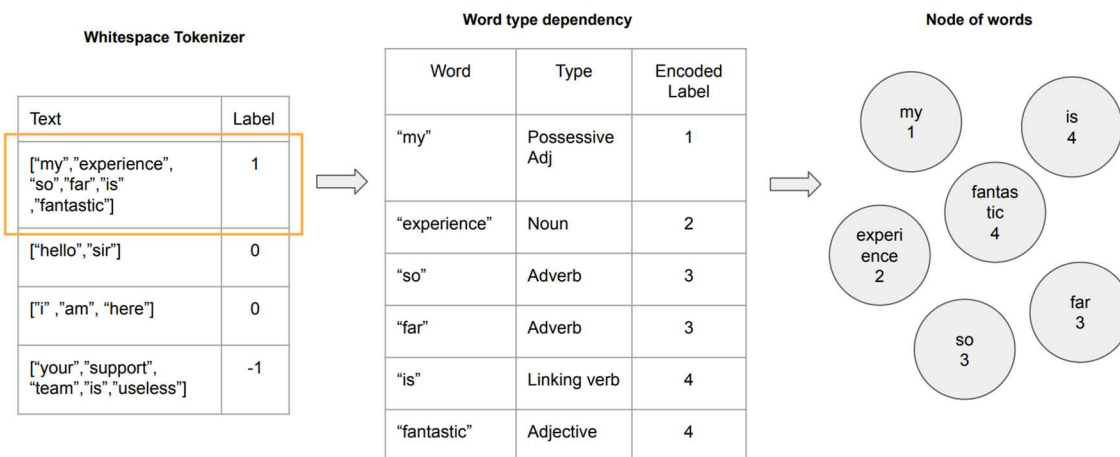 Whitespace Tokenizer
Text Label
[“my”,”experience”, 1
“so”,”far”,”is”
,”fantastic”]
[“hello”,”sir”] 0
[”i” ,”am”, “here”] 0
[“your”,”support”, -1
“team”,”is”,”useless”]
Word type dependency
Word Type Encoded
Label
“my” Possessive 1
Adj
“experience” Noun 2
“so” Adverb 3
“far” Adverb 3
“is” Linking verb 4
“fantastic” Adjective 4
Node of words
my
1
is
4
fantas
tic
4
experi
ence
2
far
3
so
3